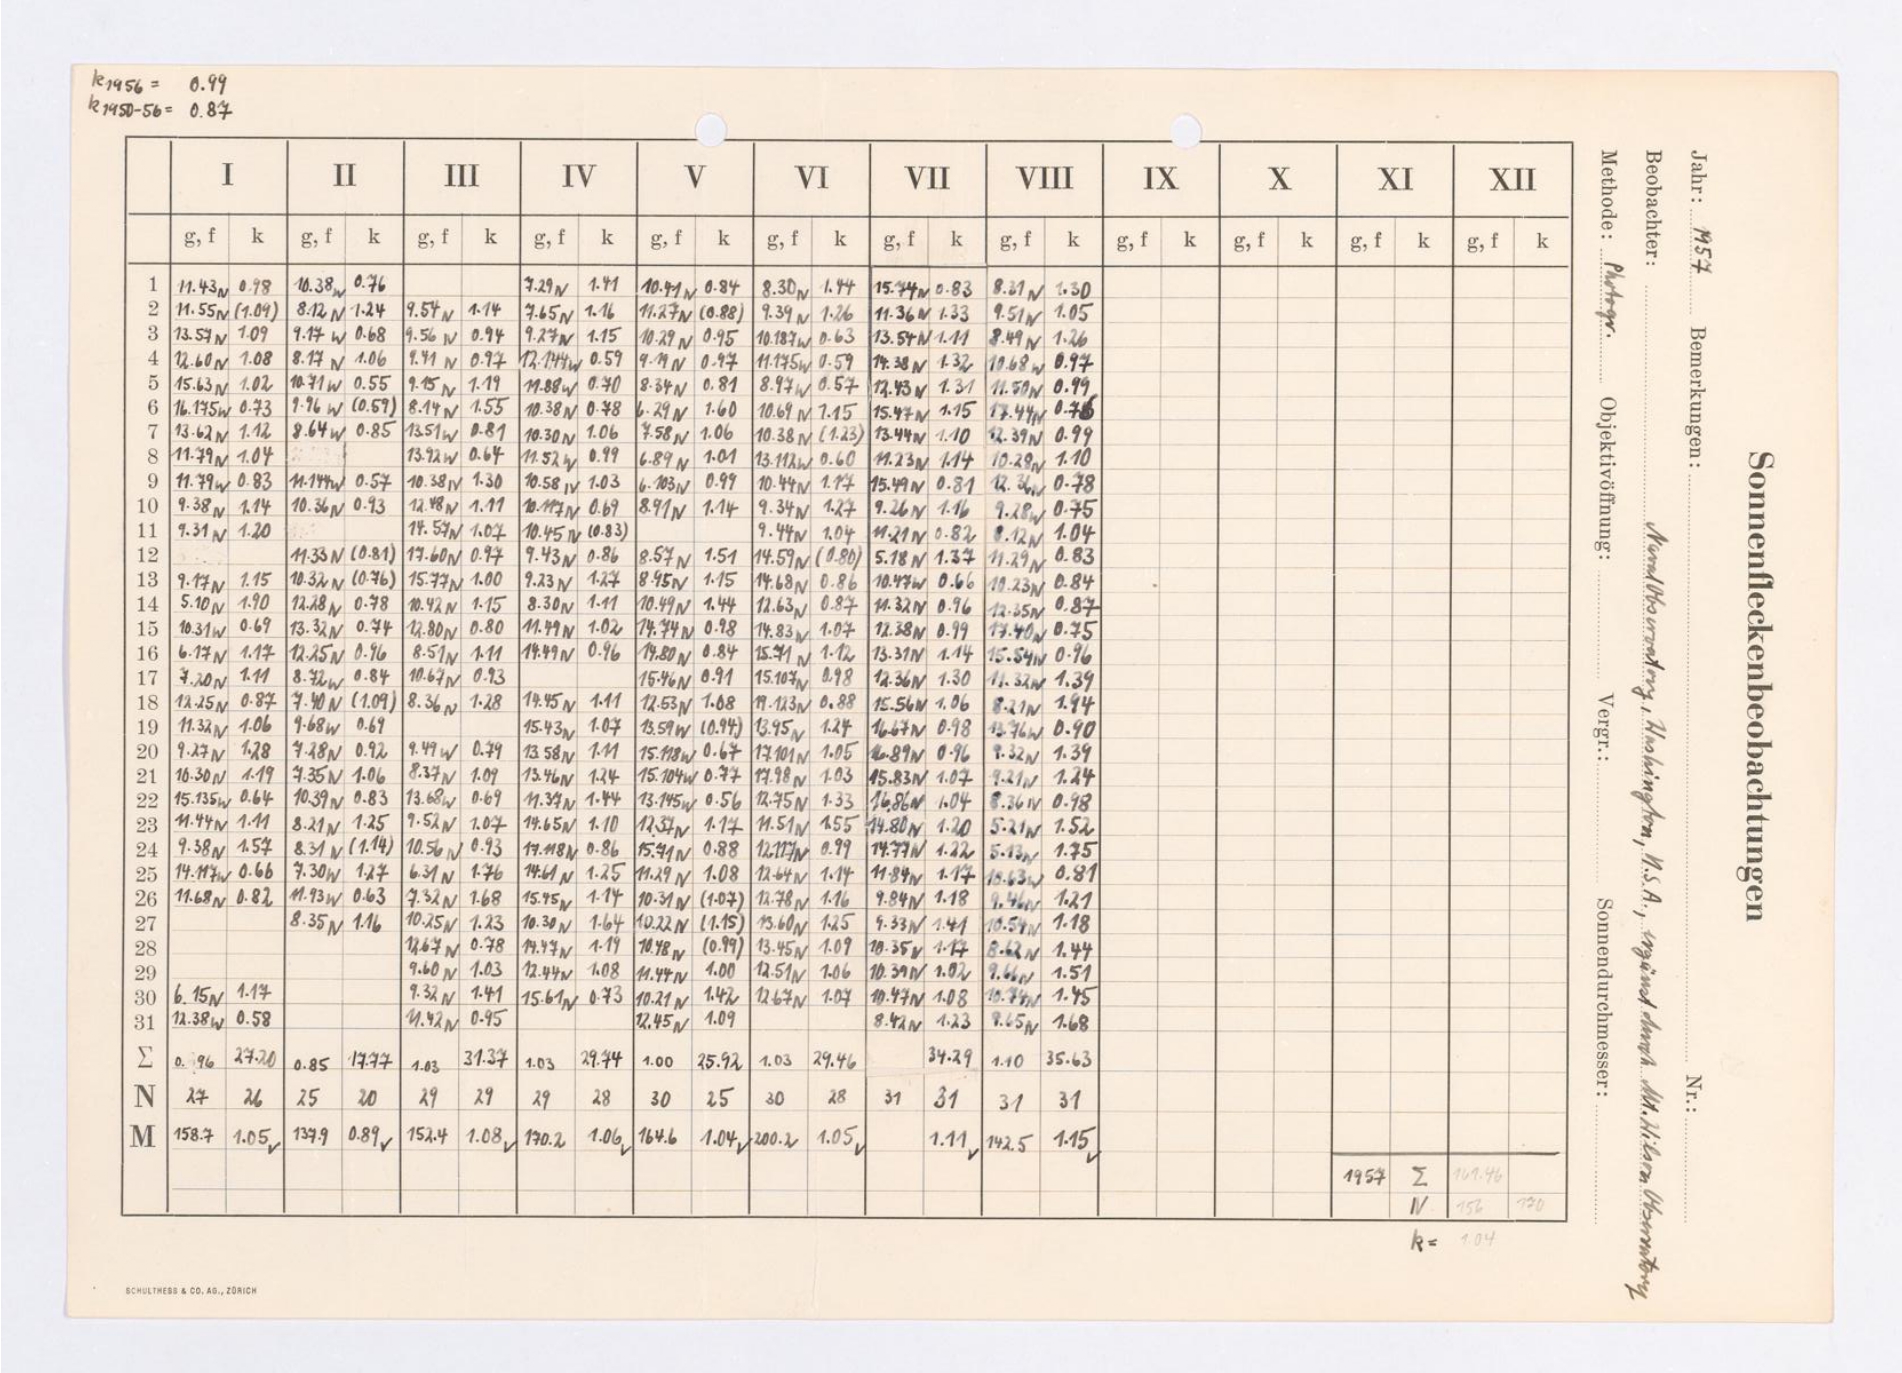 k1956 = 0.99
k1950-56 = 0.87
Sonnenfleckenbeobachtungen
Jahr: 1957 Bemerkungen: Nr.:
Beobachter: Naval Observatory, Washington, U.S.A., ergänzt durch Mt. Wilson Observatory
Methode: Photogr. Objektivöffnung: Vergr.: Sonnendurchmesser:
I II III IV V VI VII VIII IX X XI XII
g, f k g, f k g, f k g, f k g, f k g, f k g, f k g, f k g, f k g, f k g, f k g, f k
1 11.43N 0.98 10.38W 0.76 7.29N 1.41 10.41N 0.84 8.30N 1.44 15.74N 0.83 8.31N 1.30
2 11.55N (1.09) 8.12N 1.24 9.54N 1.14 7.65N 1.16 11.27N (0.88) 9.39N 1.26 11.36N 1.33 9.51N 1.05
3 13.57N 1.09 9.17W 0.68 9.56N 0.94 9.27N 1.15 10.29N 0.95 10.187W 0.63 13.54N 1.11 8.49N 1.26
4 12.60N 1.08 8.17N 1.06 9.41N 0.97 12.144W 0.59 9.19N 0.97 11.175W 0.59 14.38N 1.32 10.68W 0.97
5 15.63N 1.02 10.71W 0.55 9.15N 1.19 11.88W 0.70 8.34N 0.81 8.97W 0.57 12.43N 1.31 11.50N 0.99
6 16.175W 0.73 9.96W (0.59) 8.14N 1.55 10.38N 0.78 6.29N 1.60 10.69N 1.15 15.47N 1.15 17.44N 0.76
7 13.62N 1.12 8.64W 0.85 13.51W 0.81 10.30N 1.06 7.58N 1.06 10.38N (1.23) 13.44N 1.10 12.39N 0.99
8 11.79N 1.04 13.92W 0.64 11.52W 0.99 6.89N 1.01 13.112W 0.60 11.23N 1.14 10.29N 1.10
9 11.79W 0.83 11.144W 0.57 10.38N 1.30 10.58N 1.03 6.103N 0.99 10.44N 1.17 15.49N 0.81 12.36N 0.78
10 9.38N 1.14 10.36N 0.93 12.48N 1.11 10.117N 0.69 8.91N 1.14 9.34N 1.27 9.26N 1.16 9.28W 0.75
11 9.31N 1.20 14.57N 1.07 10.45N (0.83) 9.44N 1.04 11.21N 0.82 8.12N 1.04
12 11.33N (0.81) 17.60N 0.97 9.43N 0.86 8.57N 1.51 14.59N (0.80) 5.18N 1.37 11.29N 0.83
13 9.17N 1.15 10.32N (0.76) 15.77N 1.00 9.23N 1.27 8.95N 1.15 14.68N 0.86 10.47W 0.66 10.23N 0.84
14 5.10N 1.90 12.28N 0.78 10.42N 1.15 8.30N 1.11 10.49N 1.44 12.63N 0.87 11.32N 0.96 12.35N 0.87
15 10.31W 0.69 13.32N 0.74 12.80N 0.80 11.49N 1.02 14.74N 0.98 14.83N 1.07 12.38N 0.99 17.40N 0.75
16 6.17N 1.17 12.25N 0.96 8.51N 1.11 14.49N 0.96 14.80N 0.84 15.71N 1.12 13.31N 1.14 15.54N 0.96
17 7.20N 1.11 8.72W 0.84 10.67N 0.93 15.46N 0.91 15.107N 0.98 12.36N 1.30 11.32N 1.39
18 12.25N 0.87 7.40N (1.09) 8.36N 1.28 14.45N 1.11 12.53N 1.08 19.123N 0.88 15.56N 1.06 8.21N 1.94
19 11.32N 1.06 9.68W 0.69 15.43N 1.07 13.59W (0.94) 13.95N 1.24 16.67N 0.98 13.76W 0.90
20 9.27N 1.28 7.28N 0.92 9.49W 0.79 13.58N 1.11 15.118W 0.67 17.101N 1.05 16.89N 0.96 9.32N 1.39
21 10.30N 1.19 7.35N 1.06 8.37N 1.09 13.46N 1.24 15.104W 0.77 17.98N 1.03 15.83N 1.07 9.21N 1.24
22 15.135W 0.64 10.39N 0.83 13.68W 0.69 11.37N 1.44 13.145W 0.56 12.75N 1.33 16.86N 1.04 8.36N 0.98
23 11.44N 1.11 8.21N 1.25 9.52N 1.07 14.65N 1.10 12.37N 1.17 11.51N 1.55 14.80N 1.20 5.21N 1.52
24 9.38N 1.57 8.31N (1.14) 10.56N 0.93 17.118N 0.86 15.71N 0.88 12.117N 0.99 14.77N 1.22 5.13N 1.75
25 14.117W 0.66 7.30W 1.27 6.31N 1.76 14.61N 1.25 11.29N 1.08 12.64N 1.14 11.84N 1.17 10.63W 0.81
26 11.68N 0.82 11.93W 0.63 7.32N 1.68 15.95N 1.14 10.31N (1.07) 12.78N 1.16 9.84N 1.18 9.46N 1.21
27 8.35N 1.16 10.25N 1.23 10.30N 1.64 10.22N (1.15) 13.60N 1.25 9.33N 1.41 10.54N 1.18
28 12.67N 0.78 14.47N 1.19 10.48N (0.99) 13.45N 1.09 10.35N 1.17 8.62N 1.44
29 9.60N 1.03 12.44N 1.08 11.44N 1.00 12.51N 1.06 10.39N 1.02 9.66N 1.51
30 6.15N 1.17 9.32N 1.41 15.61N 0.73 10.21N 1.42 12.67N 1.07 10.47N 1.08 10.74N 1.45
31 12.38W 0.58 11.42N 0.95 12.45N 1.09 8.42N 1.23 9.65N 1.68
Σ 0.96 27.20 0.85 17.77 1.03 31.37 1.03 29.74 1.00 25.92 1.03 29.46 34.29 1.10 35.63
N 27 26 25 20 29 29 29 28 30 25 30 28 31 31 31 31
M 158.7 1.05 137.9 0.89 152.4 1.08 170.2 1.06 164.6 1.04 200.2 1.05 1.11 142.5 1.15
1957 Σ 161.46
N 156 130
k = 1.04
SCHULTHESS & CO. AG., ZÜRICH